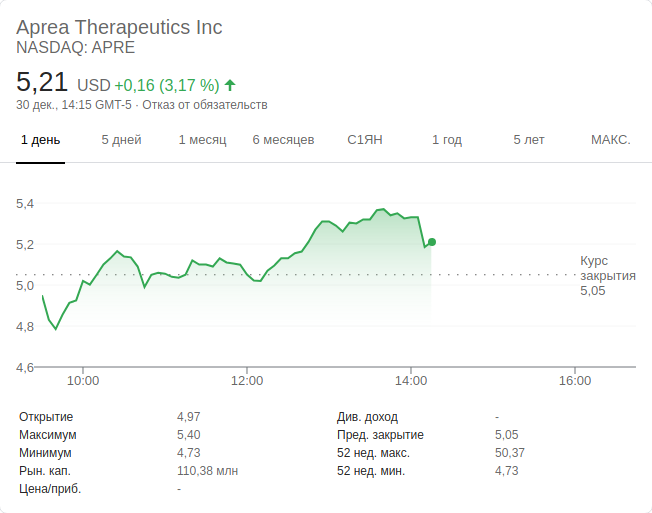 Aprea Therapeutics Inc
NASDAQ: APRE
5,21 USD +0,16 (3,17 %)
30 дек., 14:15 GMT-5 · Отказ от обязательств
1 день 5 дней 1 месяц 6 месяцев С1ЯН 1 год 5 лет МАКС.
5,4
5,2
5,0
4,8
4,6
Курс
закрытия
5,05
10:00 12:00 14:00 16:00
Открытие 4,97 Див. доход -
Максимум 5,40 Пред. закрытие 5,05
Минимум 4,73 52 нед. макс. 50,37
Рын. кап. 110,38 млн 52 нед. мин. 4,73
Цена/приб. -